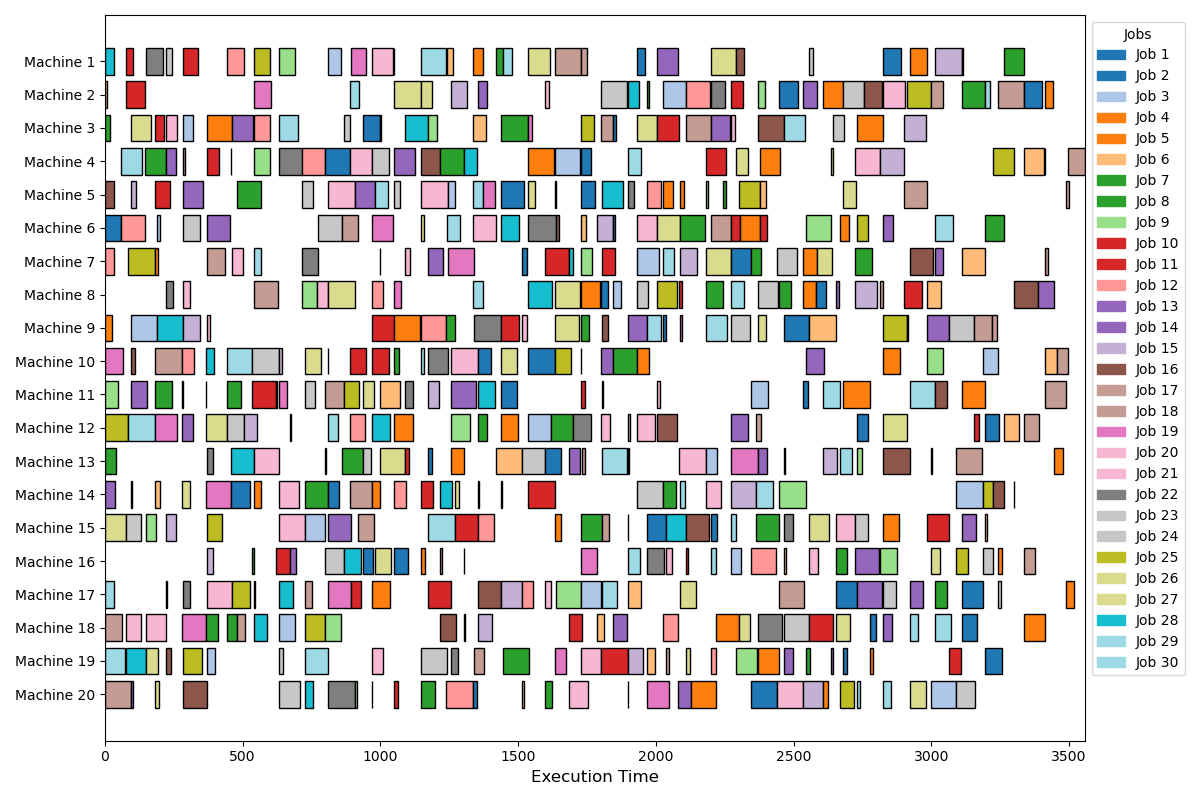 Machine 1
Machine 2
Machine 3
Machine 4
Machine 5
Machine 6
Machine 7
Machine 8
Machine 9
Machine 10
Machine 11
Machine 12
Machine 13
Machine 14
Machine 15
Machine 16
Machine 17
Machine 18
Machine 19
Machine 20
0 500 1000 1500 2000 2500 3000 3500
Execution Time
Jobs
Job 1
Job 2
Job 3
Job 4
Job 5
Job 6
Job 7
Job 8
Job 9
Job 10
Job 11
Job 12
Job 13
Job 14
Job 15
Job 16
Job 17
Job 18
Job 19
Job 20
Job 21
Job 22
Job 23
Job 24
Job 25
Job 26
Job 27
Job 28
Job 29
Job 30